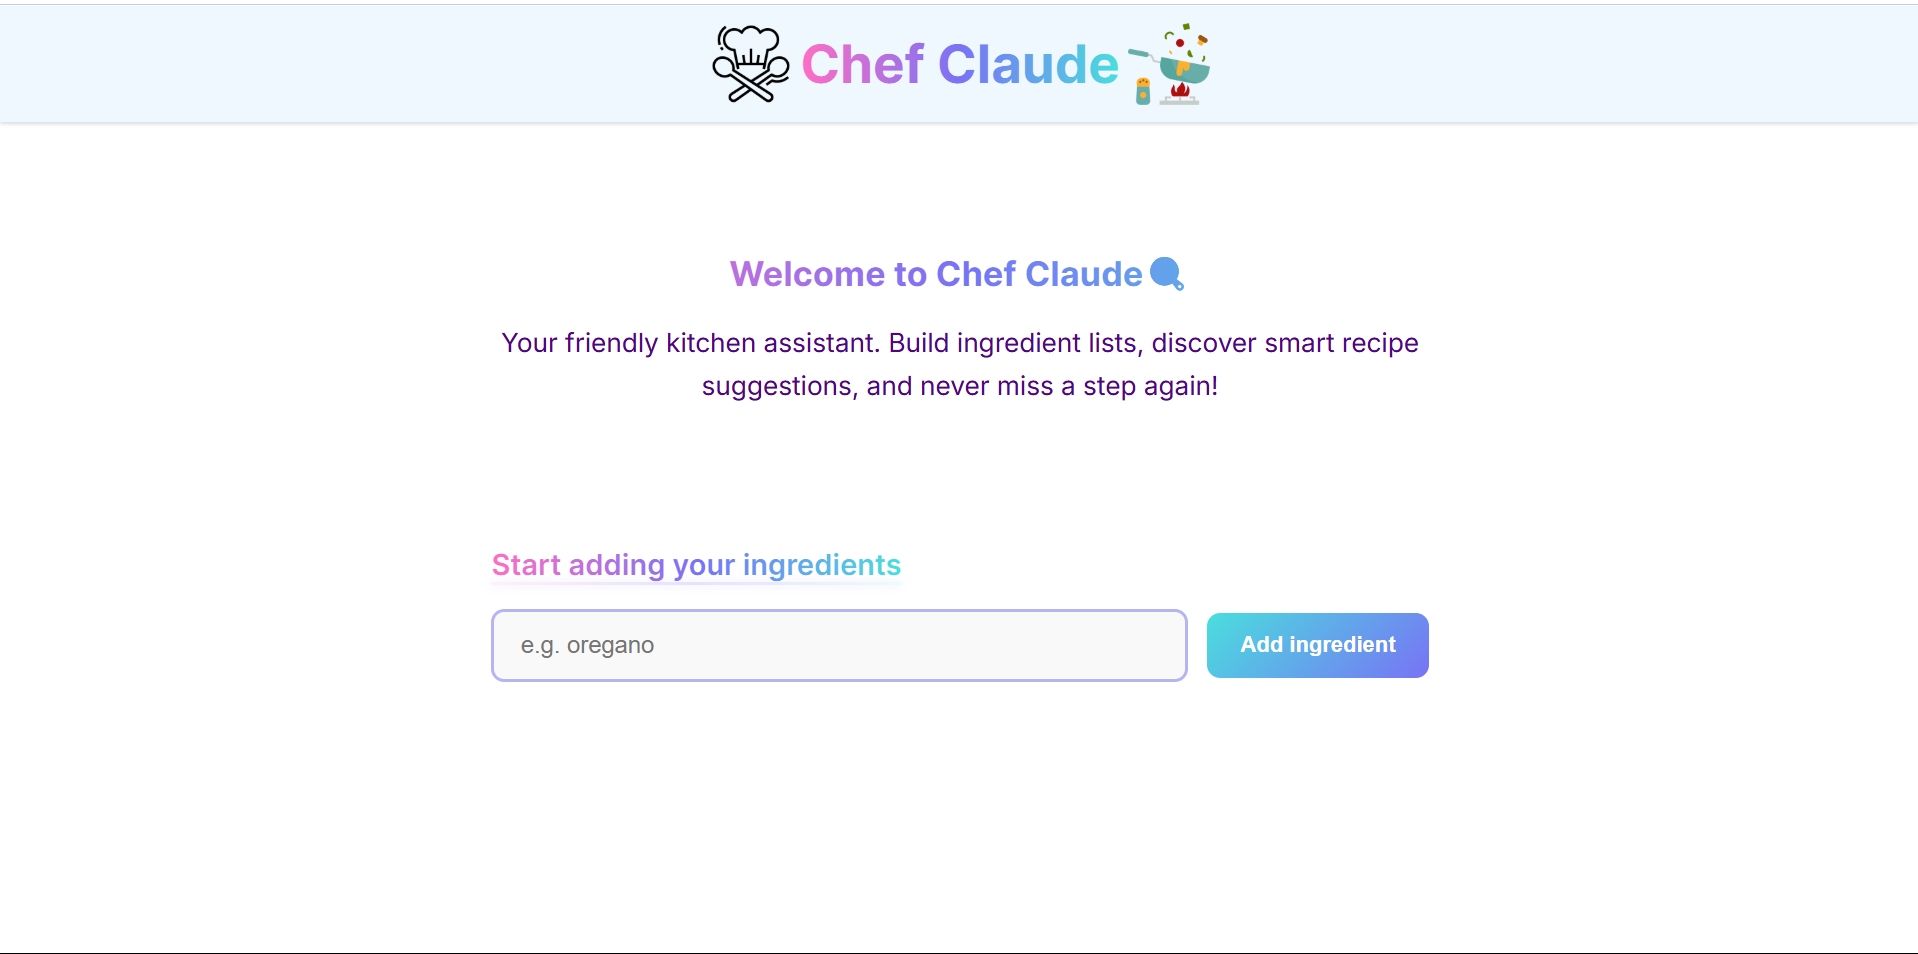 Chef Claude
Welcome to Chef Claude
Your friendly kitchen assistant. Build ingredient lists, discover smart recipe
suggestions, and never miss a step again!
Start adding your ingredients
e.g. oregano
Add ingredient